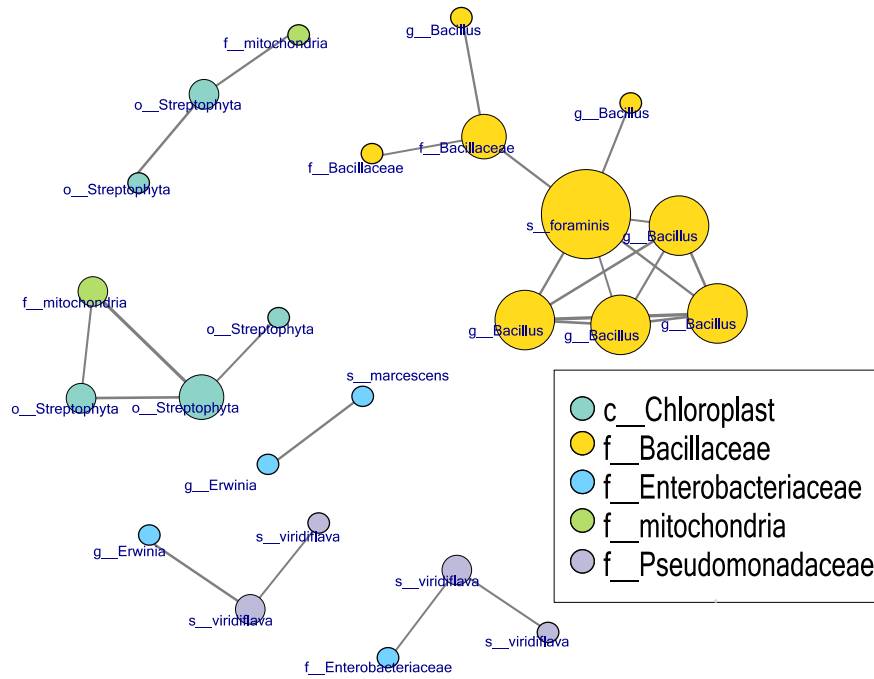 g__Bacillus
f__mitochondria
o__Streptophyta
g__Bacillus
f__Bacillaceae
f__Bacillaceae
o__Streptophyta
s__foraminis
g__Bacillus
f__mitochondria
o__Streptophyta
g__Bacillus
g__Bacillus
g__Bacillus
s__marcescens
o__Streptophyta
o__Streptophyta
g__Erwinia
g__Erwinia
s__viridiflava
s__viridiflava
s__viridiflava
s__viridiflava
f__Enterobacteriaceae
c__Chloroplast
f__Bacillaceae
f__Enterobacteriaceae
f__mitochondria
f__Pseudomonadaceae